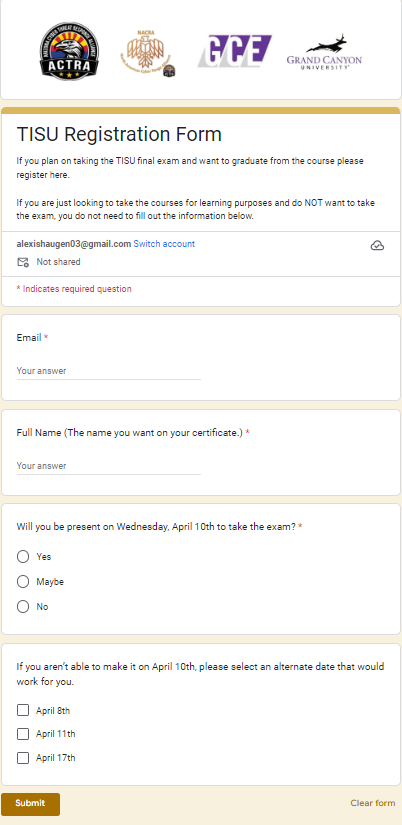 ACTRA
NACRA
GCE
GRAND CANYON
UNIVERSITY
TISU Registration Form
If you plan on taking the TISU final exam and want to graduate from the course please
register here.
If you are just looking to take the courses for learning purposes and do NOT want to take
the exam, you do not need to fill out the information below.
alexishaugen03@gmail.com Switch account
Not shared
* Indicates required question
Email *
Your answer
Full Name (The name you want on your certificate.) *
Your answer
Will you be present on Wednesday, April 10th to take the exam? *
Yes
Maybe
No
If you aren't able to make it on April 10th, please select an alternate date that would
work for you.
April 8th
April 11th
April 17th
Submit
Clear form